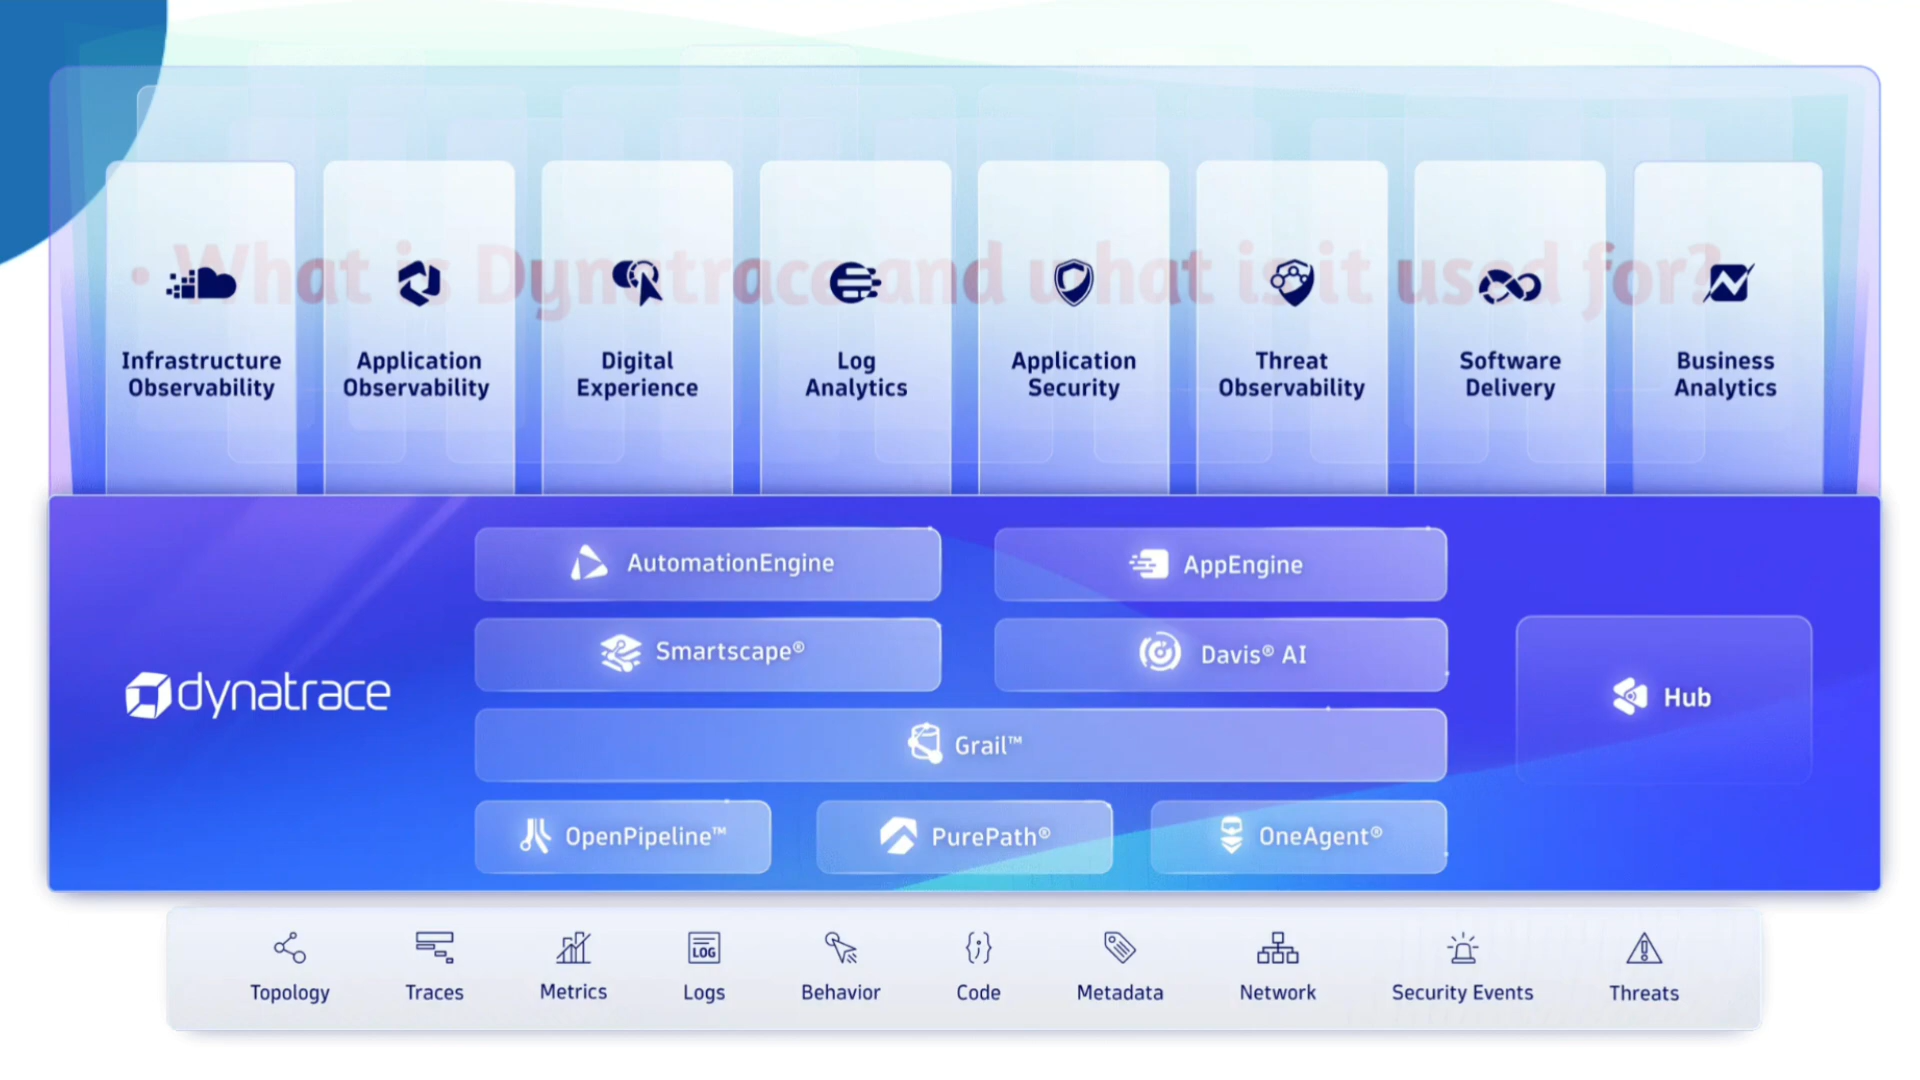 • What is Dynatrace and what is it used for?
Infrastructure
Observability
Application
Observability
Digital
Experience
Log
Analytics
Application
Security
Threat
Observability
Software
Delivery
Business
Analytics
AutomationEngine
AppEngine
Smartscape®
Davis® AI
dynatrace
Hub
Grail™
OpenPipeline™
PurePath®
OneAgent®
LOG
Topology
Traces
Metrics
Logs
Behavior
Code
Metadata
Network
Security Events
Threats